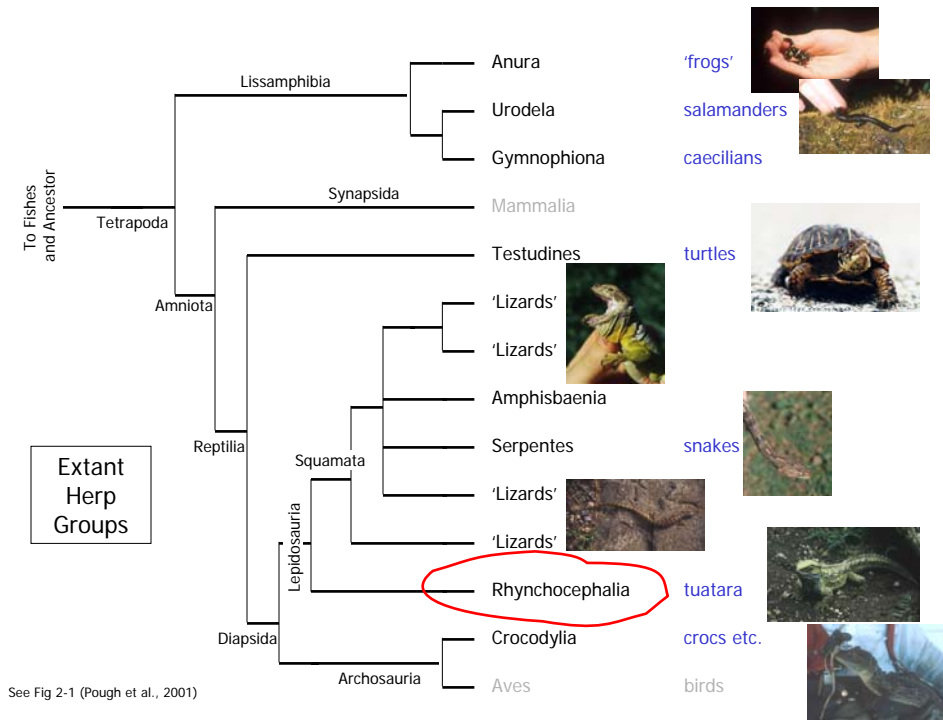 Anura 'frogs'
Lissamphibia
Urodela salamanders
Gymnophiona caecilians
To Fishes
and Ancestor
Synapsida
Mammalia
Tetrapoda
Testudines turtles
Amniota
'Lizards'
'Lizards'
Amphisbaenia
Reptilia
Serpentes snakes
Squamata
Extant
Herp
Groups
'Lizards'
Lepidosauria
'Lizards'
Rhynchocephalia tuatara
Diapsida
Crocodylia crocs etc.
Archosauria
Aves birds
See Fig 2-1 (Pough et al., 2001)